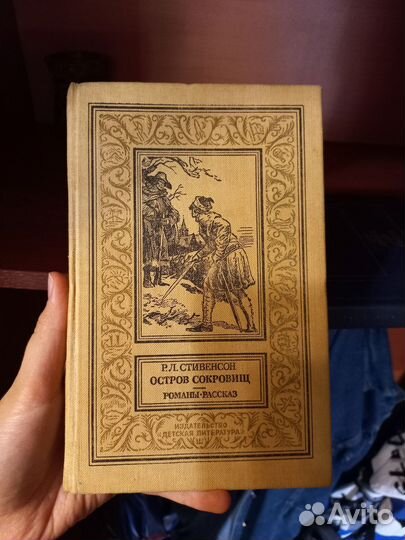 Р.Л. СТИВЕНСОН
ОСТРОВ СОКРОВИЩ
РОМАНЫ·РАССКАЗ
ИЗДАТЕЛЬСТВО
«ДЕТСКАЯ ЛИТЕРАТУРА»
Avito